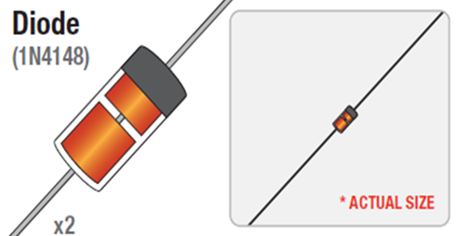 Diode
(1N4148)
x2
* ACTUAL SIZE